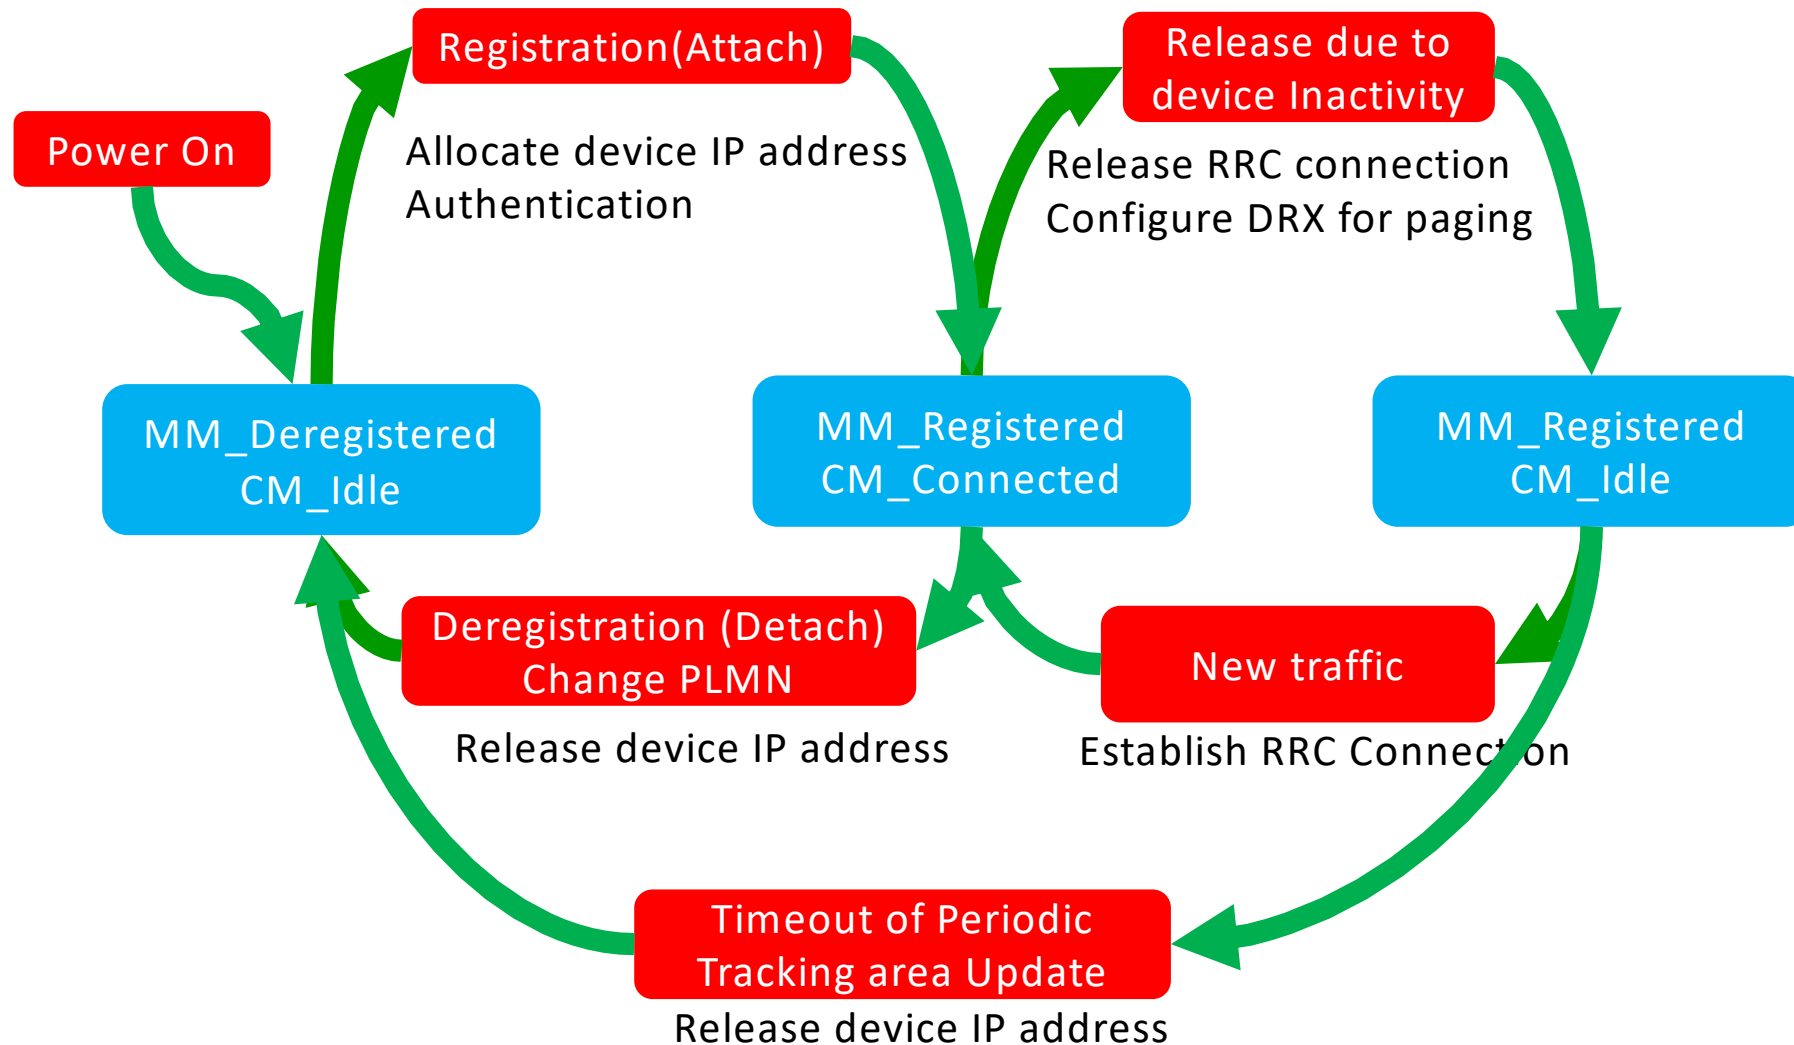 Registration(Attach)
Release due to
device Inactivity
Power On
Allocate device IP address
Authentication
Release RRC connection
Configure DRX for paging
MM_Deregistered
CM_Idle
MM_Registered
CM_Connected
MM_Registered
CM_Idle
Deregistration (Detach)
Change PLMN
New traffic
Release device IP address
Establish RRC Connection
Timeout of Periodic
Tracking area Update
Release device IP address